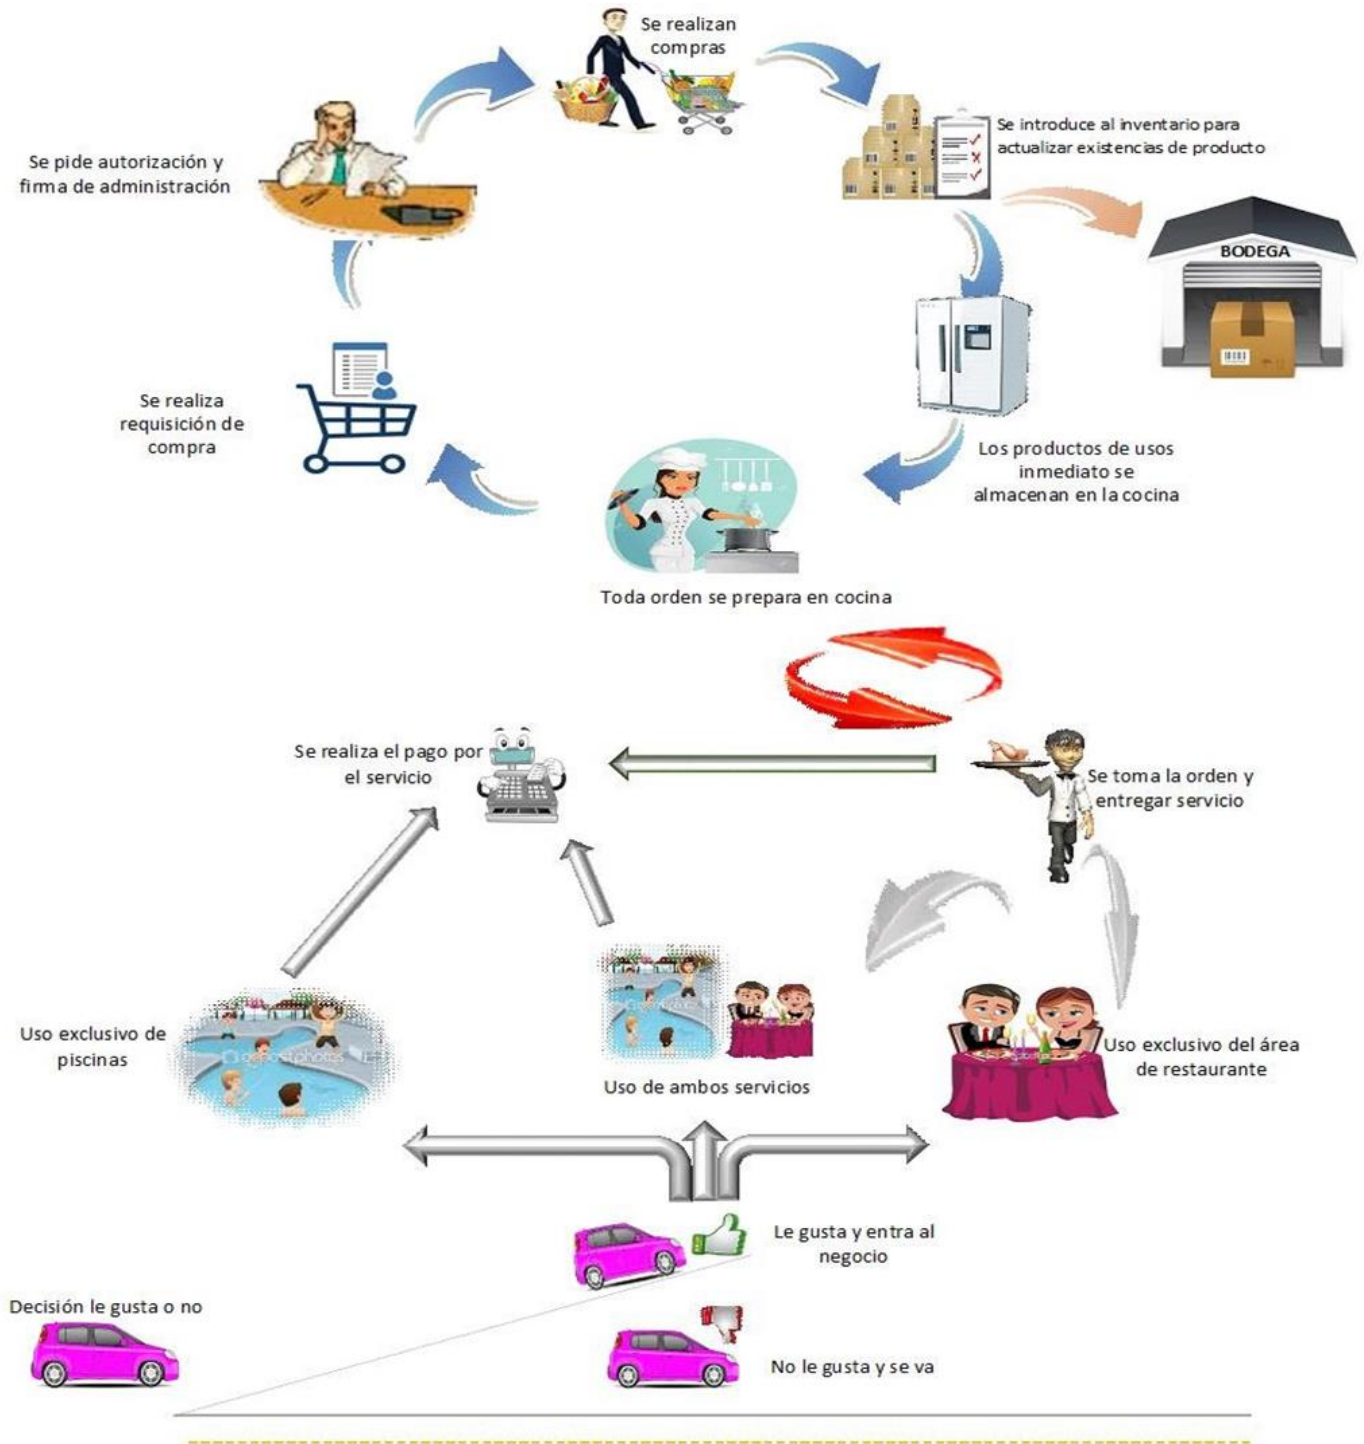 Se realizan
compras
Se introduce al inventario para
actualizar existencias de producto
Se pide autorización y
firma de administración
BODEGA
Se realiza
requisición de
compra
Los productos de usos
inmediato se
almacenan en la cocina
Toda orden se prepara en cocina
Se realiza el pago por
el servicio
Se toma la orden y
entregar servicio
Uso exclusivo de
piscinas
Uso de ambos servicios
Uso exclusivo del área
de restaurante
Le gusta y entra al
negocio
Decisión le gusta o no
No le gusta y se va